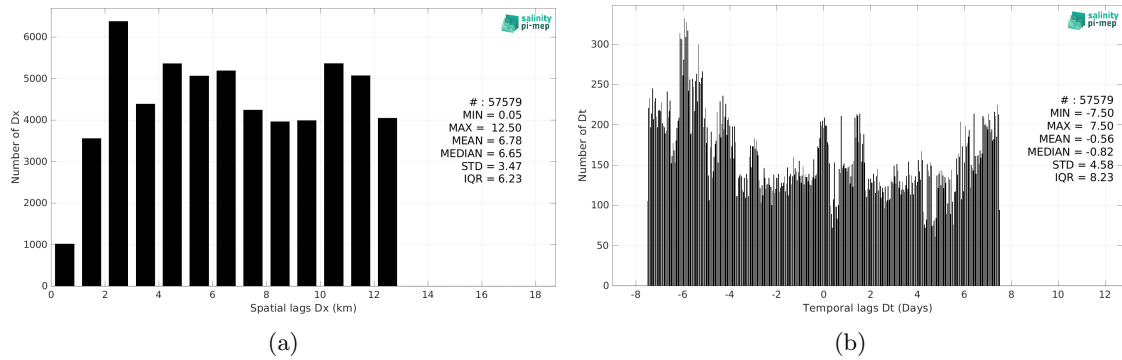 salinity
pi-mep
Number of Dx
6000
5000
4000
3000
2000
1000
0
# : 57579
MIN = 0.05
MAX = 12.50
MEAN = 6.78
MEDIAN = 6.65
STD = 3.47
IQR = 6.23
0 2 4 6 8 10 12 14 16 18
Spatial lags Dx (km)
(a)
salinity
pi-mep
Number of Dt
300
250
200
150
100
50
0
# : 57579
MIN = -7.50
MAX = 7.50
MEAN = -0.56
MEDIAN = -0.82
STD = 4.58
IQR = 8.23
-8 -6 -4 -2 0 2 4 6 8 10 12
Temporal lags Dt (Days)
(b)